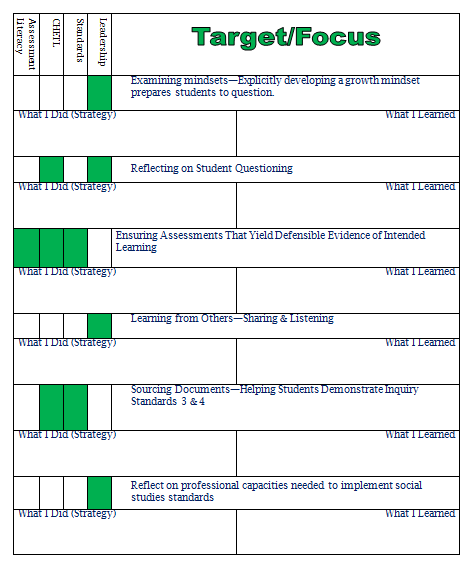 Assessment
Literacy
CHETL
Standards
Leadership
Target/Focus
Examining mindsets—Explicitly developing a growth mindset
prepares students to question.
What I Did (Strategy)
What I Learned
Reflecting on Student Questioning
What I Did (Strategy)
What I Learned
Ensuring Assessments That Yield Defensible Evidence of Intended
Learning
What I Did (Strategy)
What I Learned
Learning from Others—Sharing & Listening
What I Did (Strategy)
What I Learned
Sourcing Documents—Helping Students Demonstrate Inquiry
Standards 3 & 4
What I Did (Strategy)
What I Learned
Reflect on professional capacities needed to implement social
studies standards
What I Did (Strategy)
What I Learned